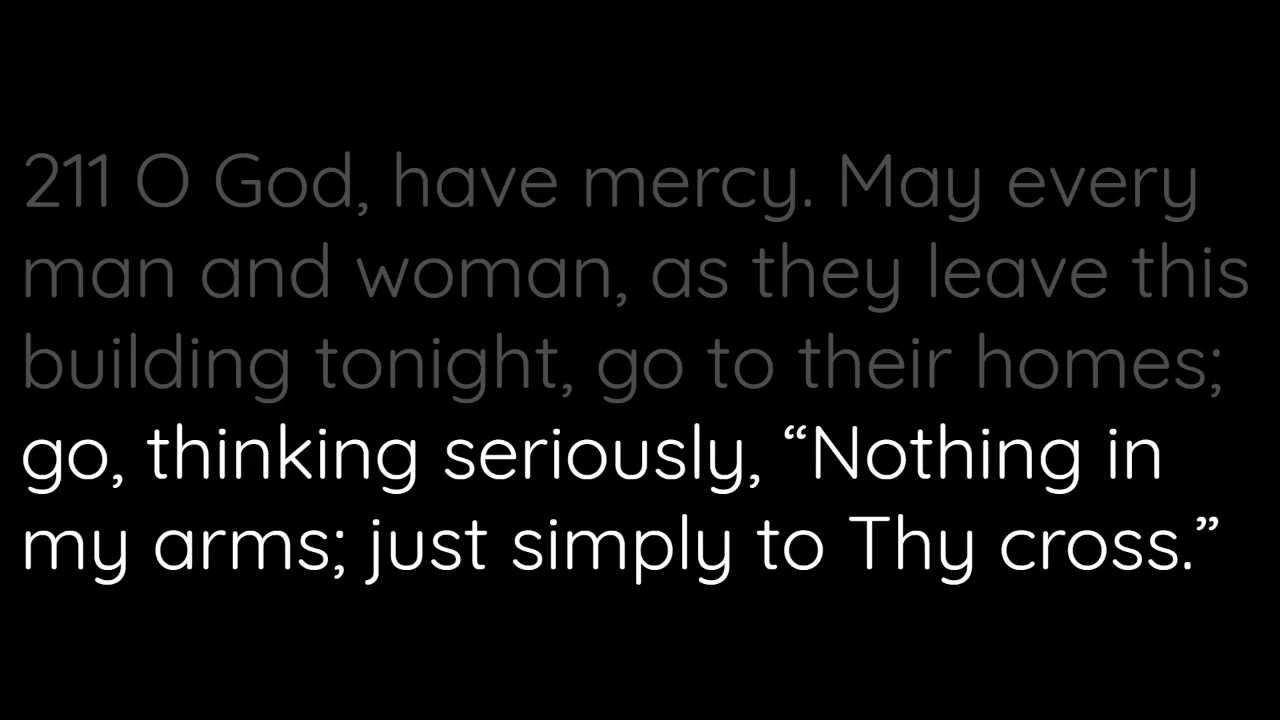 211 O God, have mercy. May every
man and woman, as they leave this
building tonight, go to their homes;
go, thinking seriously, “Nothing in
my arms; just simply to Thy cross.”